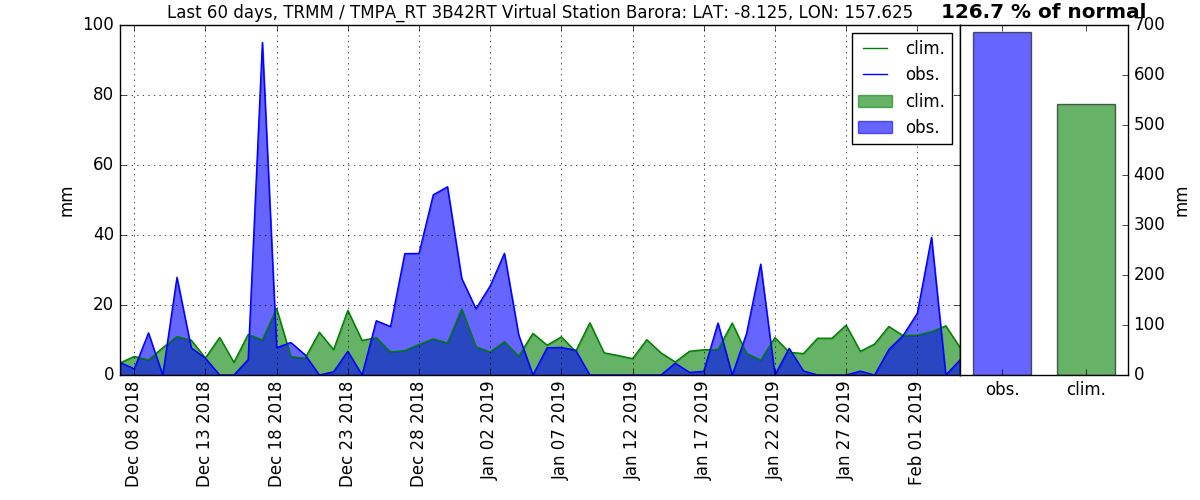 Last 60 days, TRMM / TMPA_RT 3B42RT Virtual Station Barora: LAT: -8.125, LON: 157.625
126.7 % of normal
100
80
60
40
20
0
mm
clim.
obs.
clim.
obs.
700
600
500
400
300
200
100
0
mm
Dec 08 2018
Dec 13 2018
Dec 18 2018
Dec 23 2018
Dec 28 2018
Jan 02 2019
Jan 07 2019
Jan 12 2019
Jan 17 2019
Jan 22 2019
Jan 27 2019
Feb 01 2019
obs.
clim.